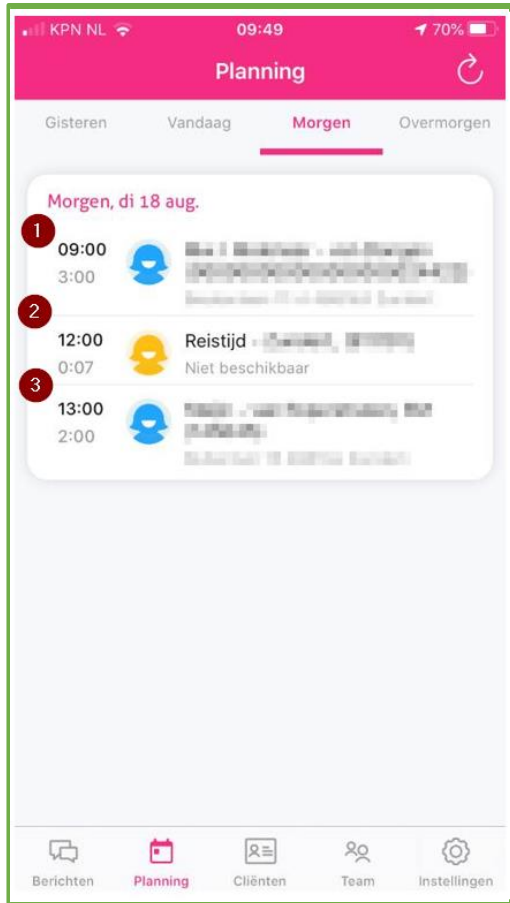 KPN NL 09:49 70%
Planning
Gisteren Vandaag Morgen Overmorgen
Morgen, di 18 aug.
1
09:00
3:00
2
12:00 Reistijd -
0:07 Niet beschikbaar
3
13:00
2:00
Berichten Planning Cliënten Team Instellingen